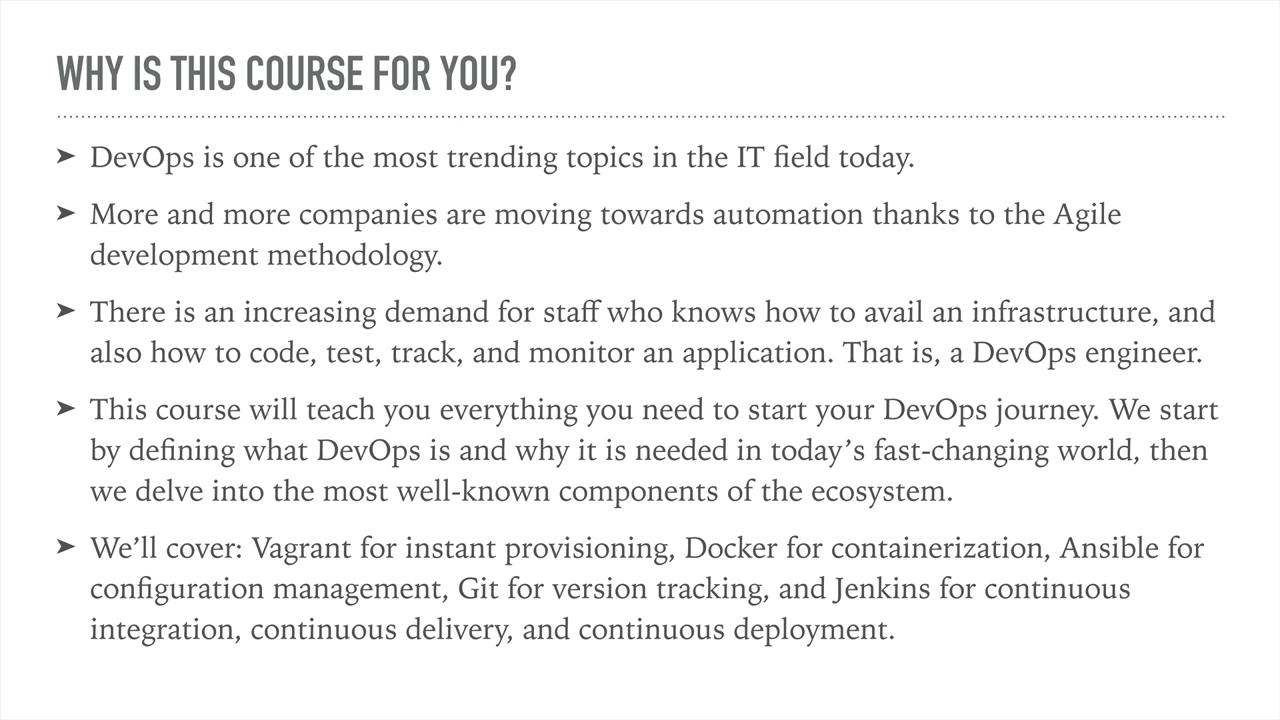 WHY IS THIS COURSE FOR YOU?
➤ DevOps is one of the most trending topics in the IT field today.
➤ More and more companies are moving towards automation thanks to the Agile
development methodology.
➤ There is an increasing demand for staff who knows how to avail an infrastructure, and
also how to code, test, track, and monitor an application. That is, a DevOps engineer.
➤ This course will teach you everything you need to start your DevOps journey. We start
by defining what DevOps is and why it is needed in today’s fast-changing world, then
we delve into the most well-known components of the ecosystem.
➤ We’ll cover: Vagrant for instant provisioning, Docker for containerization, Ansible for
configuration management, Git for version tracking, and Jenkins for continuous
integration, continuous delivery, and continuous deployment.